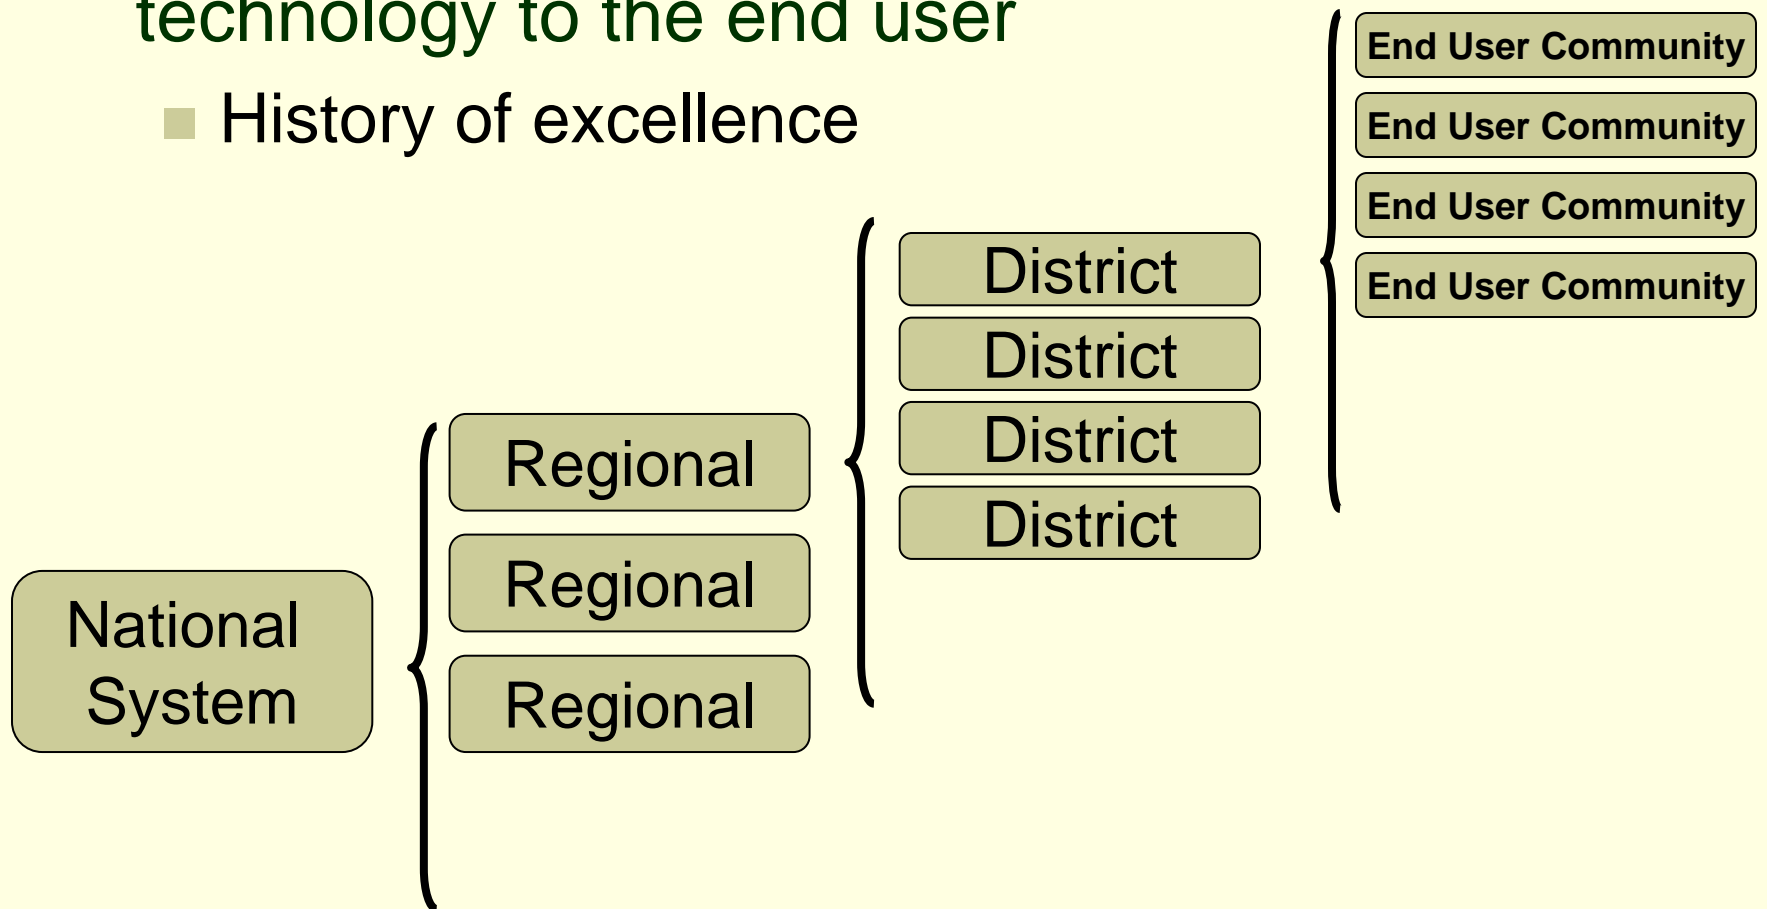 technology to the end user
History of excellence
End User Community
End User Community
End User Community
End User Community
District
District
District
District
Regional
Regional
Regional
National
System